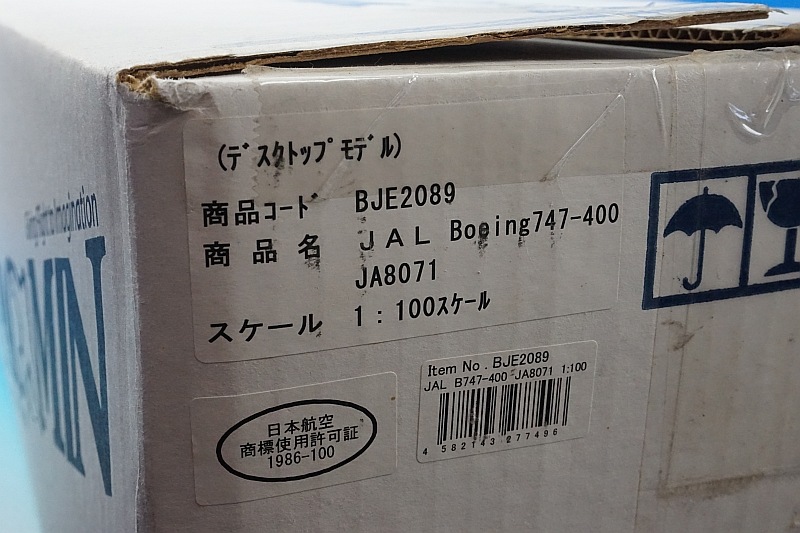 (デスクトップモデル)
商品コード BJE2089
商品名 JAL Boeing747-400
JA8071
スケール 1:100スケール
Item No. BJE2089
JAL B747-400 JA8071 1:100
4 582143 277496
日本航空
商標使用許可証
1986-100
Imagination
MIN